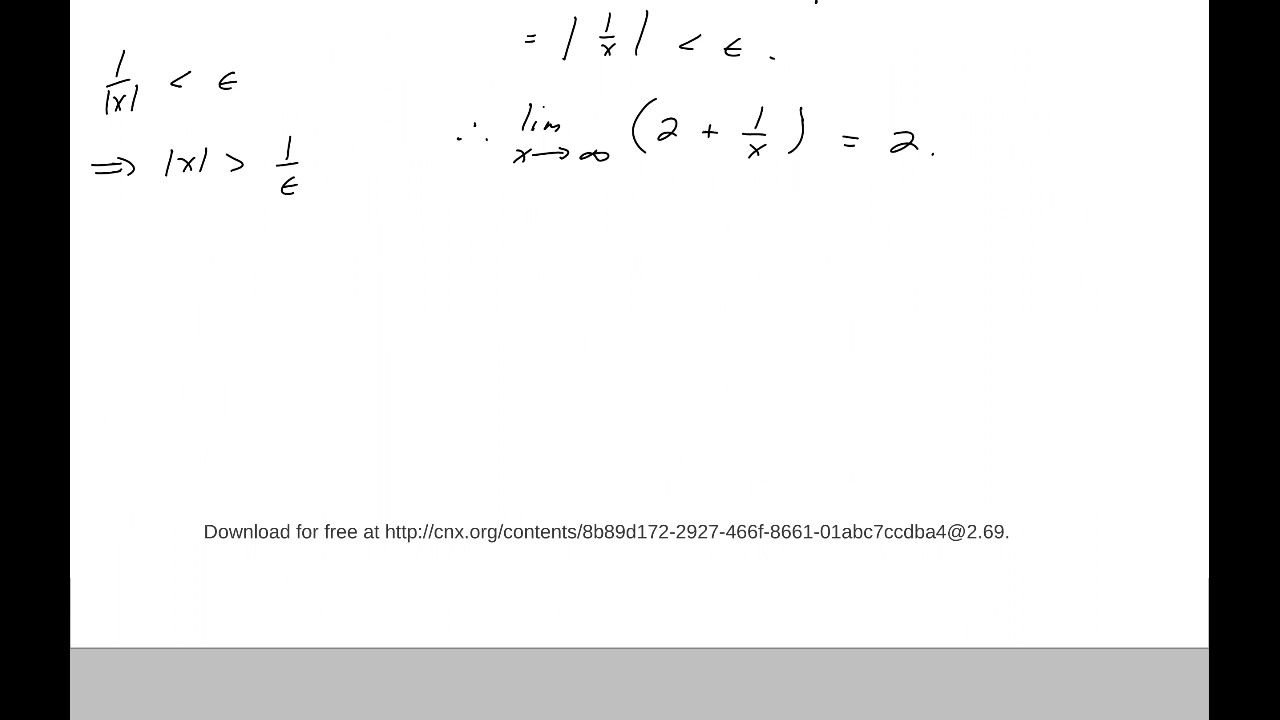 = |1/x| < ϵ.
1/|x| < ϵ
∴ lim x→∞ (2 + 1/x) = 2.
⇒ |x| > 1/ϵ
Download for free at http://cnx.org/contents/8b89d172-2927-466f-8661-01abc7ccdba4@2.69.